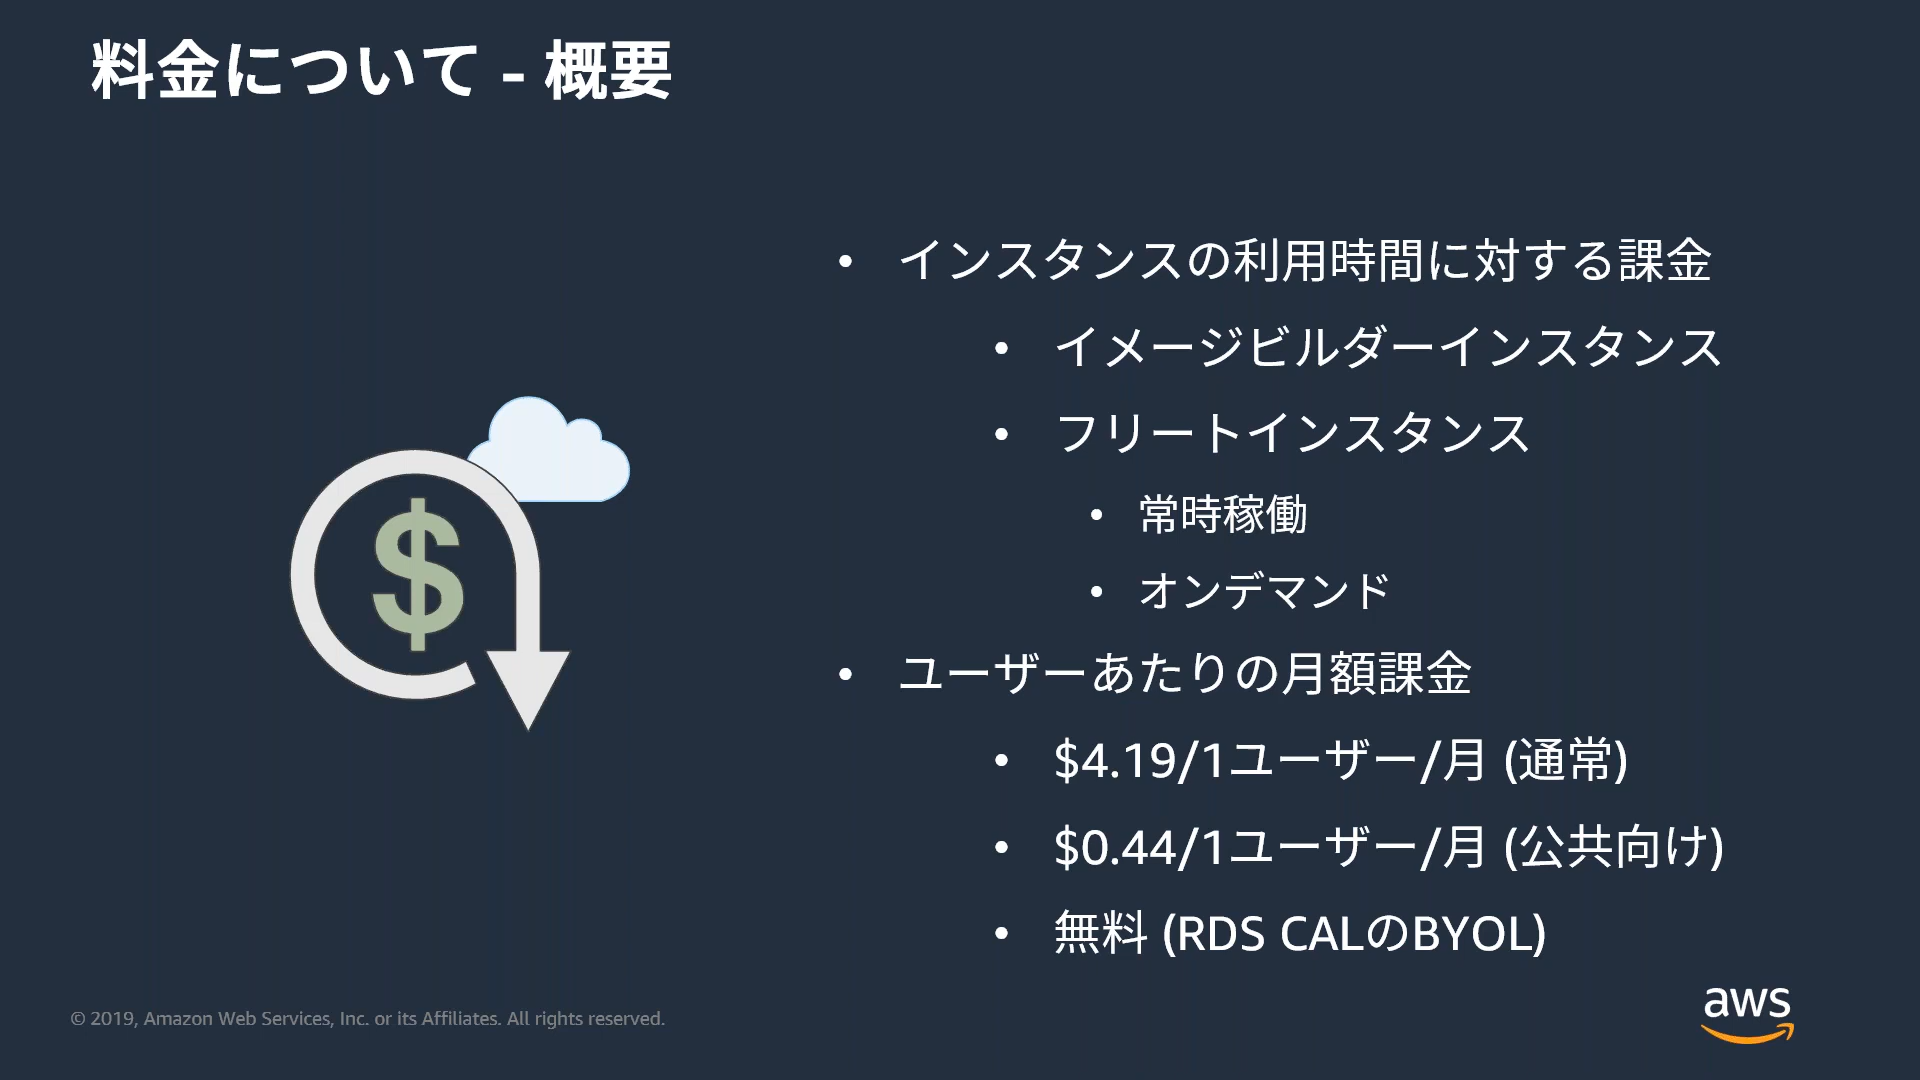 料金について - 概要
• インスタンスの利用時間に対する課金
• イメージビルダーインスタンス
• フリートインスタンス
• 常時稼働
• オンデマンド
• ユーザーあたりの月額課金
• $4.19/1ユーザー/月 (通常)
• $0.44/1ユーザー/月 (公共向け)
• 無料 (RDS CALのBYOL)
$
© 2019, Amazon Web Services, Inc. or its Affiliates. All rights reserved.
aws